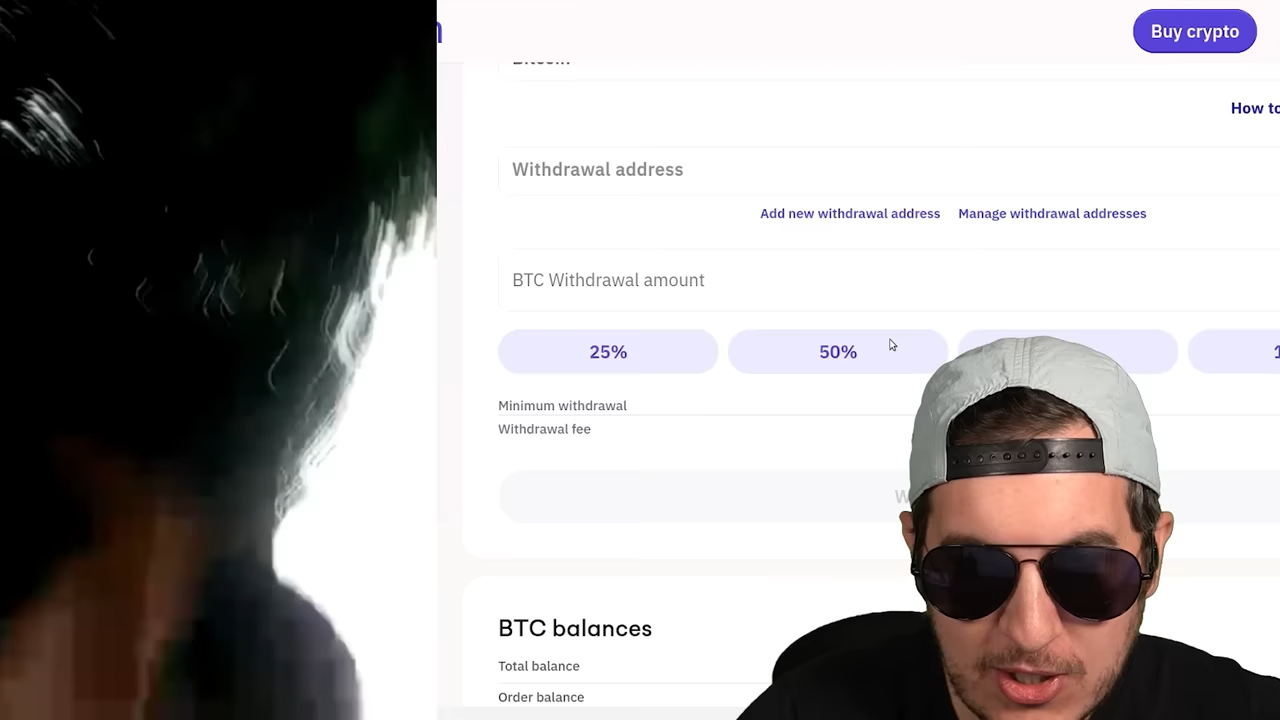 Buy crypto
Bitcoin
How to
Withdrawal address
Add new withdrawal address Manage withdrawal addresses
BTC Withdrawal amount
25% 50%
Minimum withdrawal
Withdrawal fee
BTC balances
Total balance
Order balance